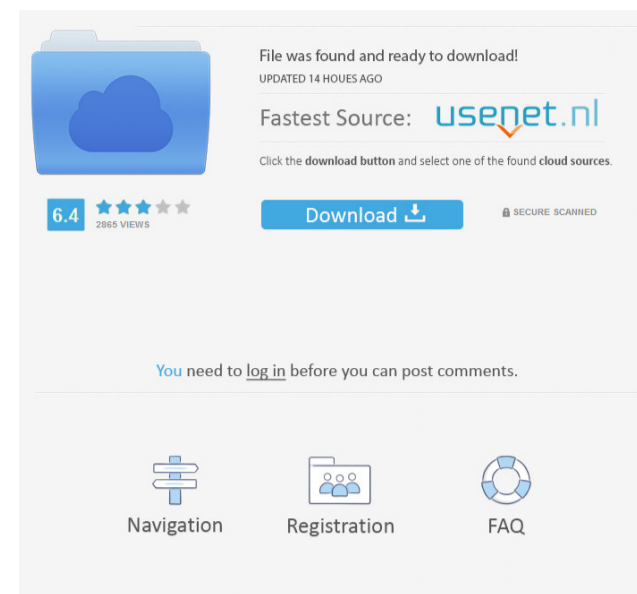 File was found and ready to download!
UPDATED 14 HOUES AGO
Fastest Source: usenet.nl
Click the download button and select one of the found cloud sources.
6.4
2865 VIEWS
Download
SECURE SCANNED
You need to log in before you can post comments.
Navigation
Registration
FAQ